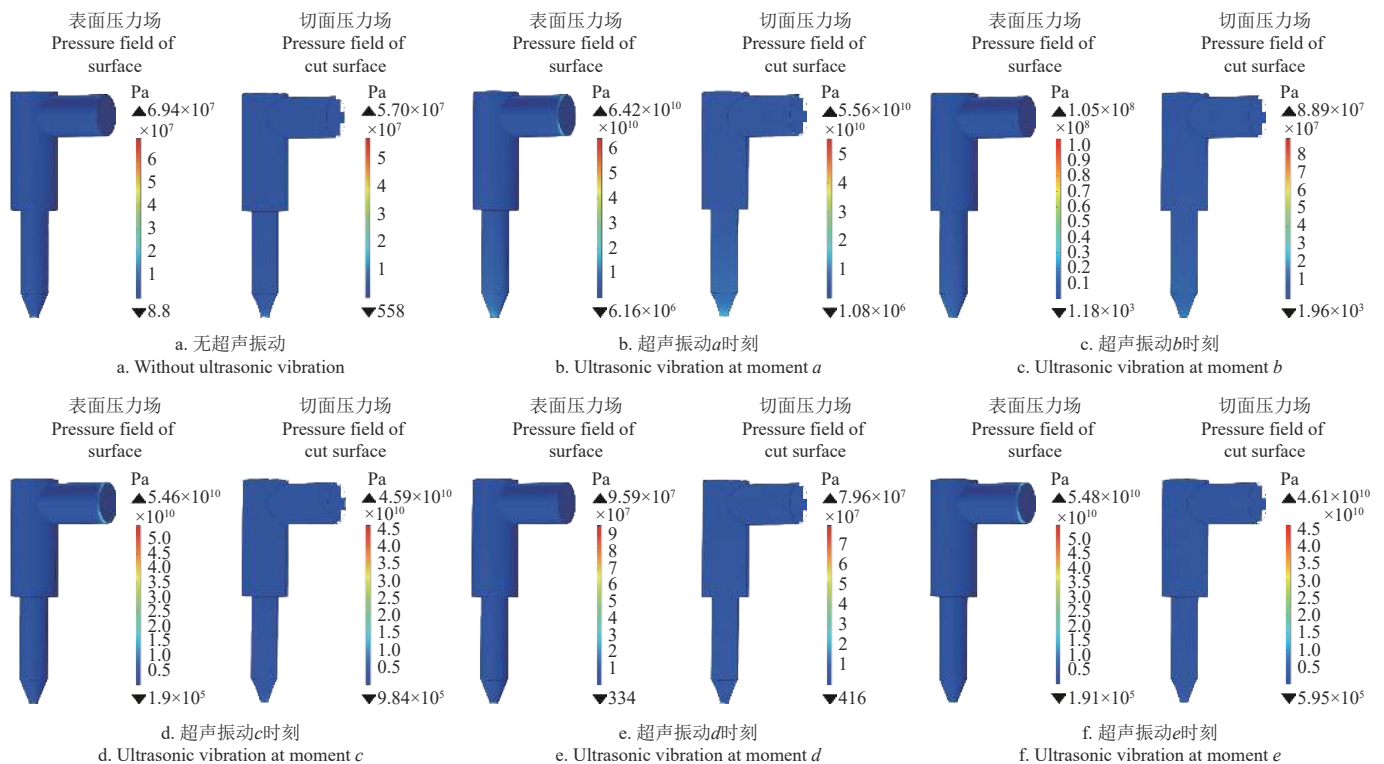 表面压力场
Pressure field of
surface
Pa
▲6.94×10⁷
×10⁷
6
5
4
3
2
1
▼8.8
切面压力场
Pressure field of
cut surface
Pa
▲5.70×10⁷
×10⁷
5
4
3
2
1
▼558
a. 无超声振动
a. Without ultrasonic vibration
表面压力场
Pressure field of
surface
Pa
▲6.42×10¹⁰
×10¹⁰
6
5
4
3
2
1
▼6.16×10⁶
切面压力场
Pressure field of
cut surface
Pa
▲5.56×10¹⁰
×10¹⁰
5
4
3
2
1
▼1.08×10⁶
b. 超声振动a时刻
b. Ultrasonic vibration at moment a
表面压力场
Pressure field of
surface
Pa
▲1.05×10⁸
×10⁸
1.0
0.9
0.8
0.7
0.6
0.5
0.4
0.3
0.2
0.1
▼1.18×10³
切面压力场
Pressure field of
cut surface
Pa
▲8.89×10⁷
×10⁷
8
7
6
5
4
3
2
1
▼1.96×10³
c. 超声振动b时刻
c. Ultrasonic vibration at moment b
表面压力场
Pressure field of
surface
Pa
▲5.46×10¹⁰
×10¹⁰
5.0
4.5
4.0
3.5
3.0
2.5
2.0
1.5
1.0
0.5
▼1.9×10⁵
切面压力场
Pressure field of
cut surface
Pa
▲4.59×10¹⁰
×10¹⁰
4.5
4.0
3.5
3.0
2.5
2.0
1.5
1.0
0.5
▼9.84×10⁵
d. 超声振动c时刻
d. Ultrasonic vibration at moment c
表面压力场
Pressure field of
surface
Pa
▲9.59×10⁷
×10⁷
9
8
7
6
5
4
3
2
1
▼334
切面压力场
Pressure field of
cut surface
Pa
▲7.96×10⁷
×10⁷
7
6
5
4
3
2
1
▼416
e. 超声振动d时刻
e. Ultrasonic vibration at moment d
表面压力场
Pressure field of
surface
Pa
▲5.48×10¹⁰
×10¹⁰
5.0
4.5
4.0
3.5
3.0
2.5
2.0
1.5
1.0
0.5
▼1.91×10⁵
切面压力场
Pressure field of
cut surface
Pa
▲4.61×10¹⁰
×10¹⁰
4.5
4.0
3.5
3.0
2.5
2.0
1.5
1.0
0.5
▼5.95×10⁵
f. 超声振动e时刻
f. Ultrasonic vibration at moment e